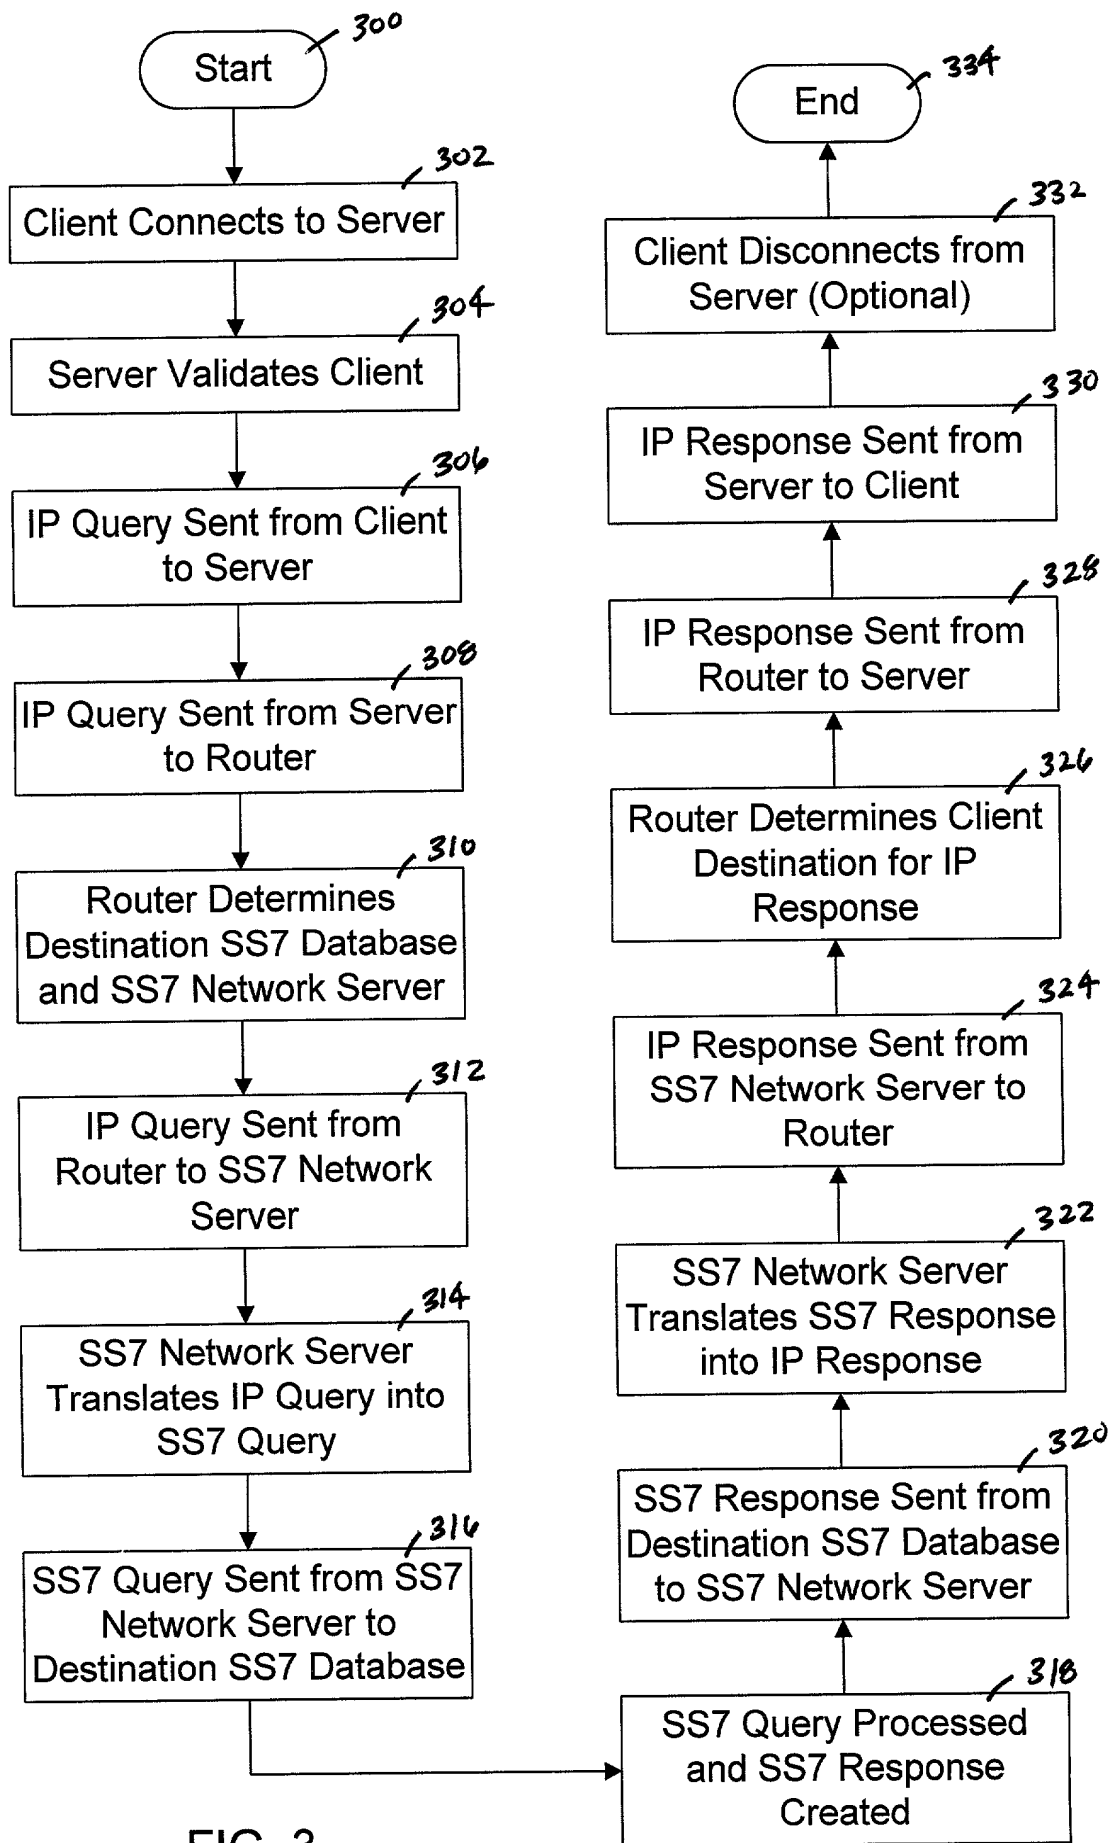 300
Start
302
Client Connects to Server
304
Server Validates Client
306
IP Query Sent from Client
to Server
308
IP Query Sent from Server
to Router
310
Router Determines
Destination SS7 Database
and SS7 Network Server
312
IP Query Sent from
Router to SS7 Network
Server
314
SS7 Network Server
Translates IP Query into
SS7 Query
316
SS7 Query Sent from SS7
Network Server to
Destination SS7 Database
318
SS7 Query Processed
and SS7 Response
Created
320
SS7 Response Sent from
Destination SS7 Database
to SS7 Network Server
322
SS7 Network Server
Translates SS7 Response
into IP Response
324
IP Response Sent from
SS7 Network Server to
Router
326
Router Determines Client
Destination for IP
Response
328
IP Response Sent from
Router to Server
330
IP Response Sent from
Server to Client
332
Client Disconnects from
Server (Optional)
334
End
FIG. 3